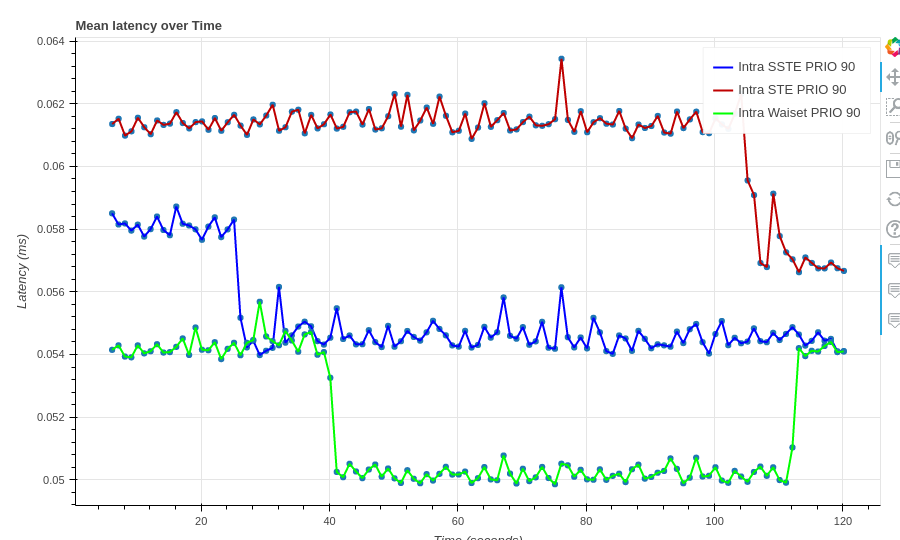 Mean latency over Time
0.064
0.062
0.06
0.058
0.056
0.054
0.052
0.05
Latency (ms)
Intra SSTE PRIO 90
Intra STE PRIO 90
Intra Waiset PRIO 90
20
40
60
80
100
120
Time (seconds)